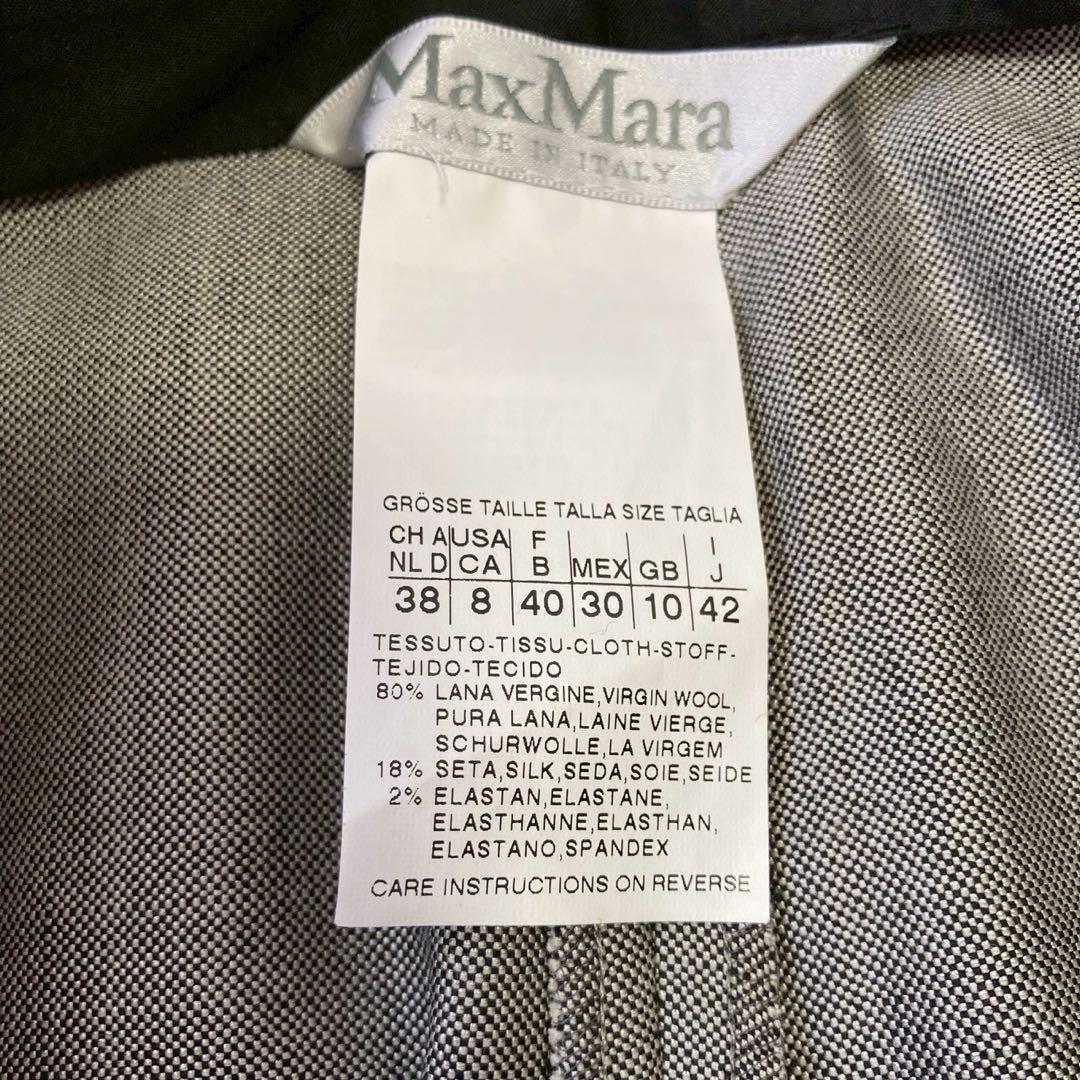 MaxMara
MADE IN ITALY
GRÖSSE TAILLE TALLA SIZE TAGLIA
CH A USA F I
NL D CA B MEX GB J
38 8 40 30 10 42
TESSUTO-TISSU-CLOTH-STOFF-
TEJIDO-TECIDO
80% LANA VERGINE,VIRGIN WOOL,
PURA LANA,LAINE VIERGE,
SCHURWOLLE,LA VIRGEM
18% SETA,SILK,SEDA,SOIE,SEIDE
2% ELASTAN,ELASTANE,
ELASTHANNE,ELASTHAN,
ELASTANO,SPANDEX
CARE INSTRUCTIONS ON REVERSE